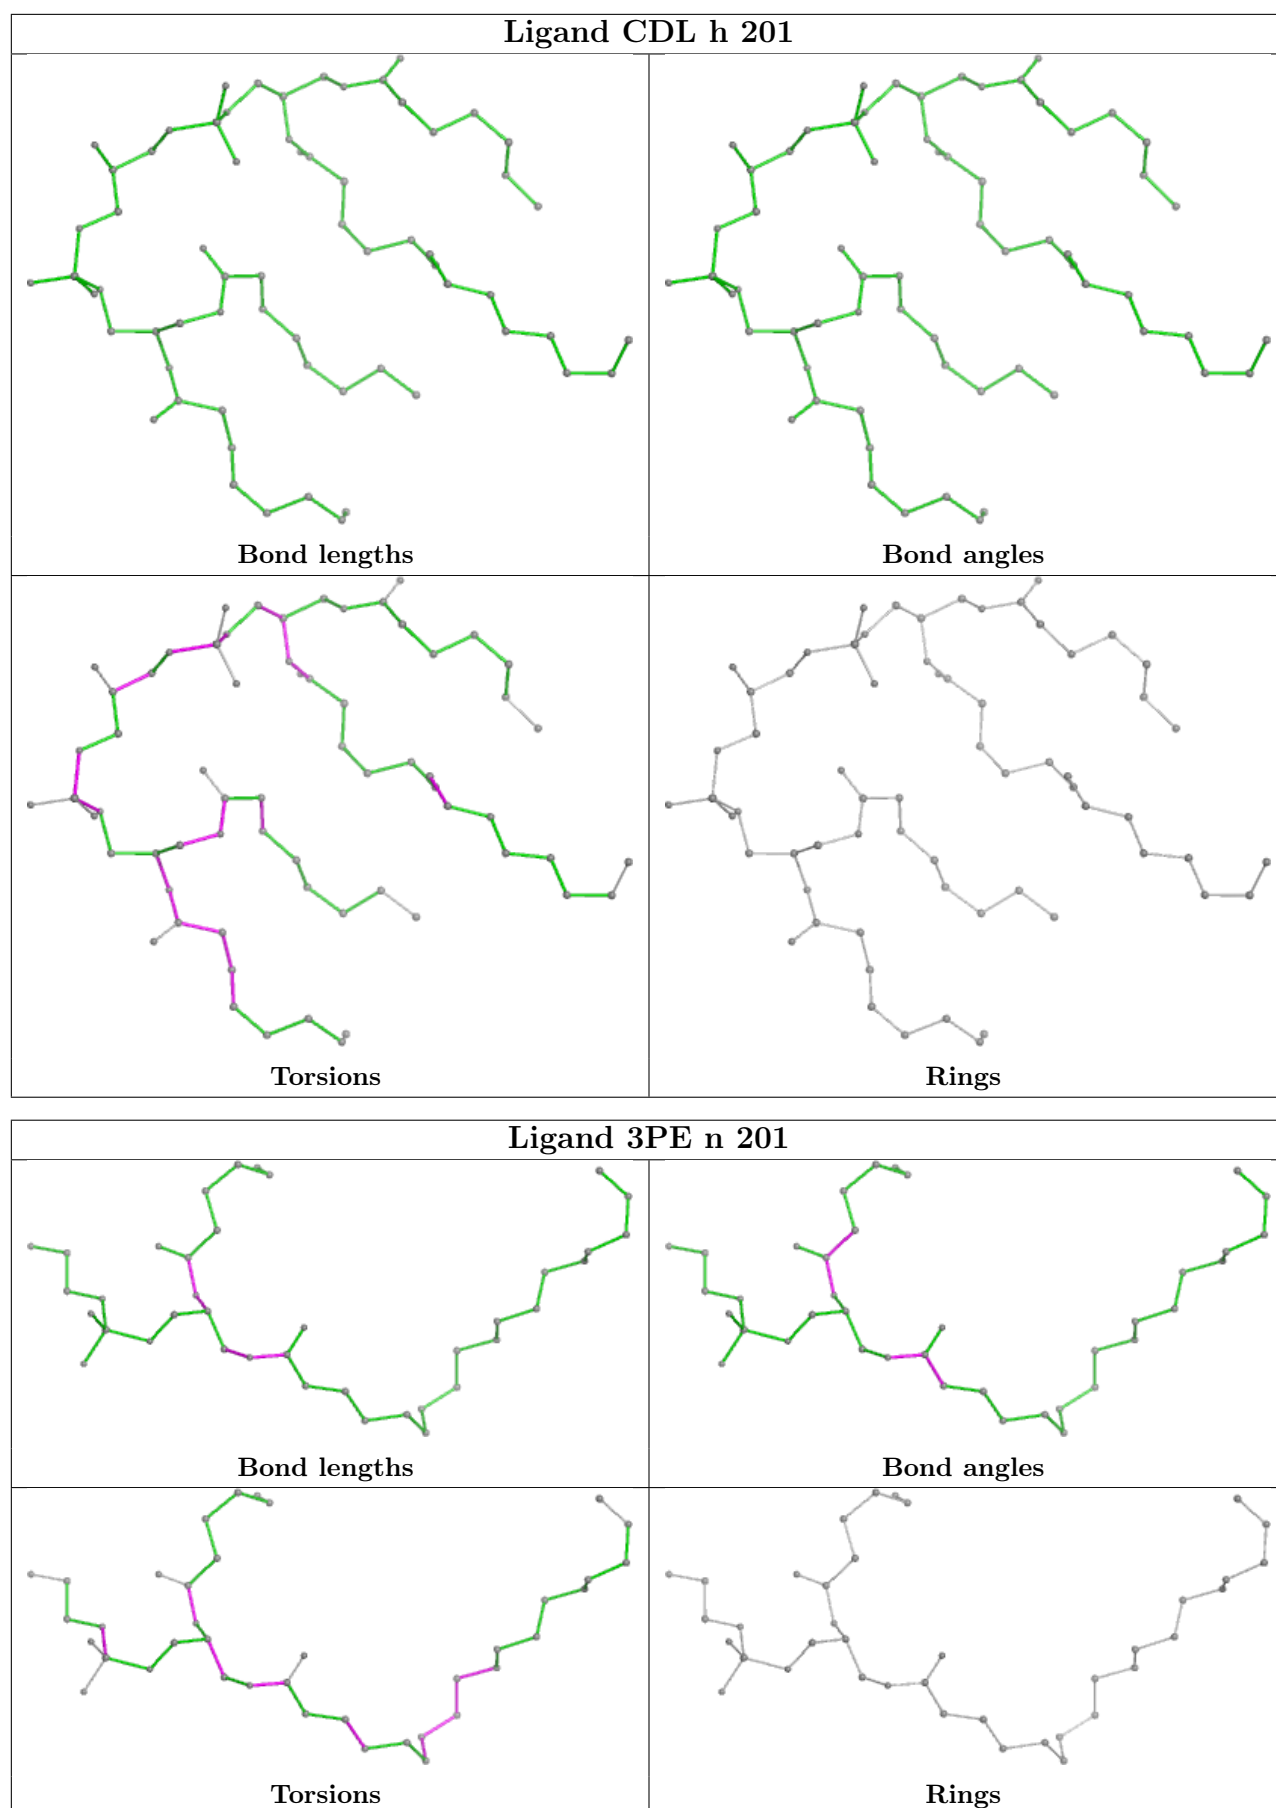 Ligand CDL h 201
Bond lengths
Bond angles
Torsions
Rings
Ligand 3PE n 201
Bond lengths
Bond angles
Torsions
Rings